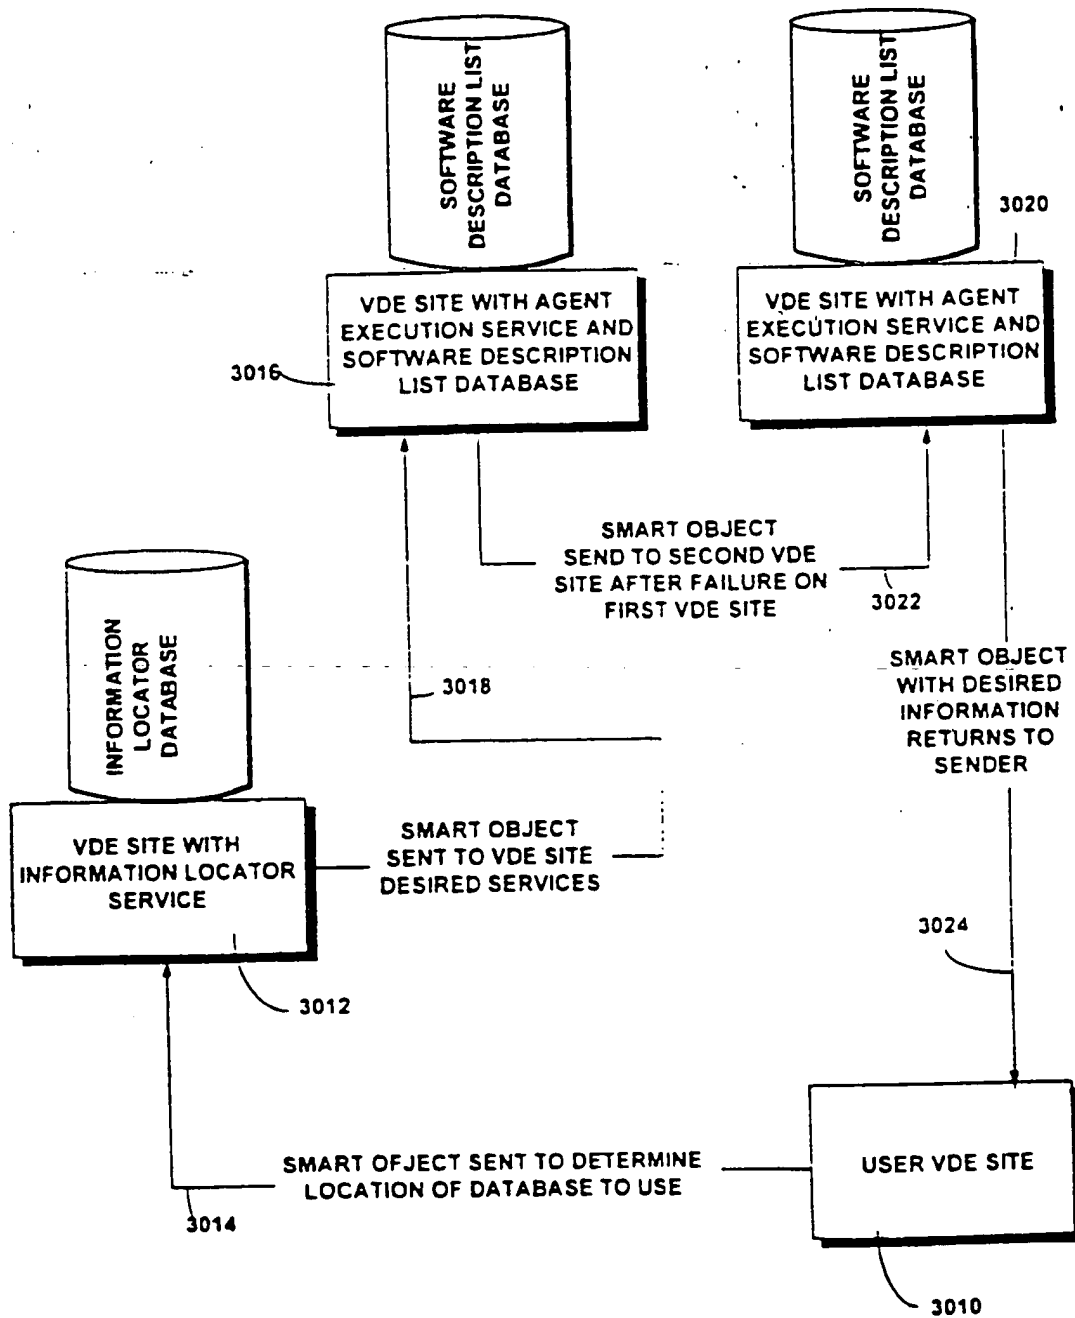 SOFTWARE
DESCRIPTION LIST
DATABASE
SOFTWARE
DESCRIPTION LIST
DATABASE
3020
VDE SITE WITH AGENT
EXECUTION SERVICE AND
SOFTWARE DESCRIPTION
LIST DATABASE
VDE SITE WITH AGENT
EXECUTION SERVICE AND
SOFTWARE DESCRIPTION
LIST DATABASE
3016
SMART OBJECT
SEND TO SECOND VDE
SITE AFTER FAILURE ON
FIRST VDE SITE
3022
INFORMATION
LOCATOR
DATABASE
3018
SMART OBJECT
WITH DESIRED
INFORMATION
RETURNS TO
SENDER
VDE SITE WITH
INFORMATION LOCATOR
SERVICE
SMART OBJECT
SENT TO VDE SITE
DESIRED SERVICES
3024
3012
SMART OFJECT SENT TO DETERMINE
LOCATION OF DATABASE TO USE
USER VDE SITE
3014
3010